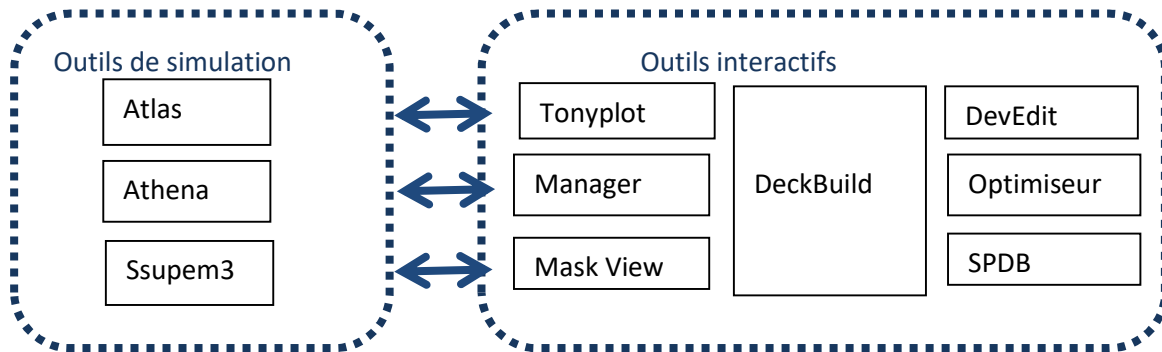 Outils de simulation
Atlas
Athena
Ssupem3
Outils interactifs
Tonyplot
Manager
Mask View
DeckBuild
DevEdit
Optimiseur
SPDB